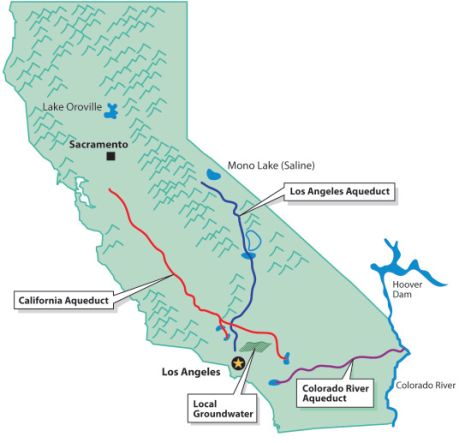 Lake Oroville
Sacramento
Mono Lake (Saline)
Los Angeles Aqueduct
Hoover
Dam
California Aqueduct
Los Angeles
Colorado River
Aqueduct
Colorado River
Local
Groundwater